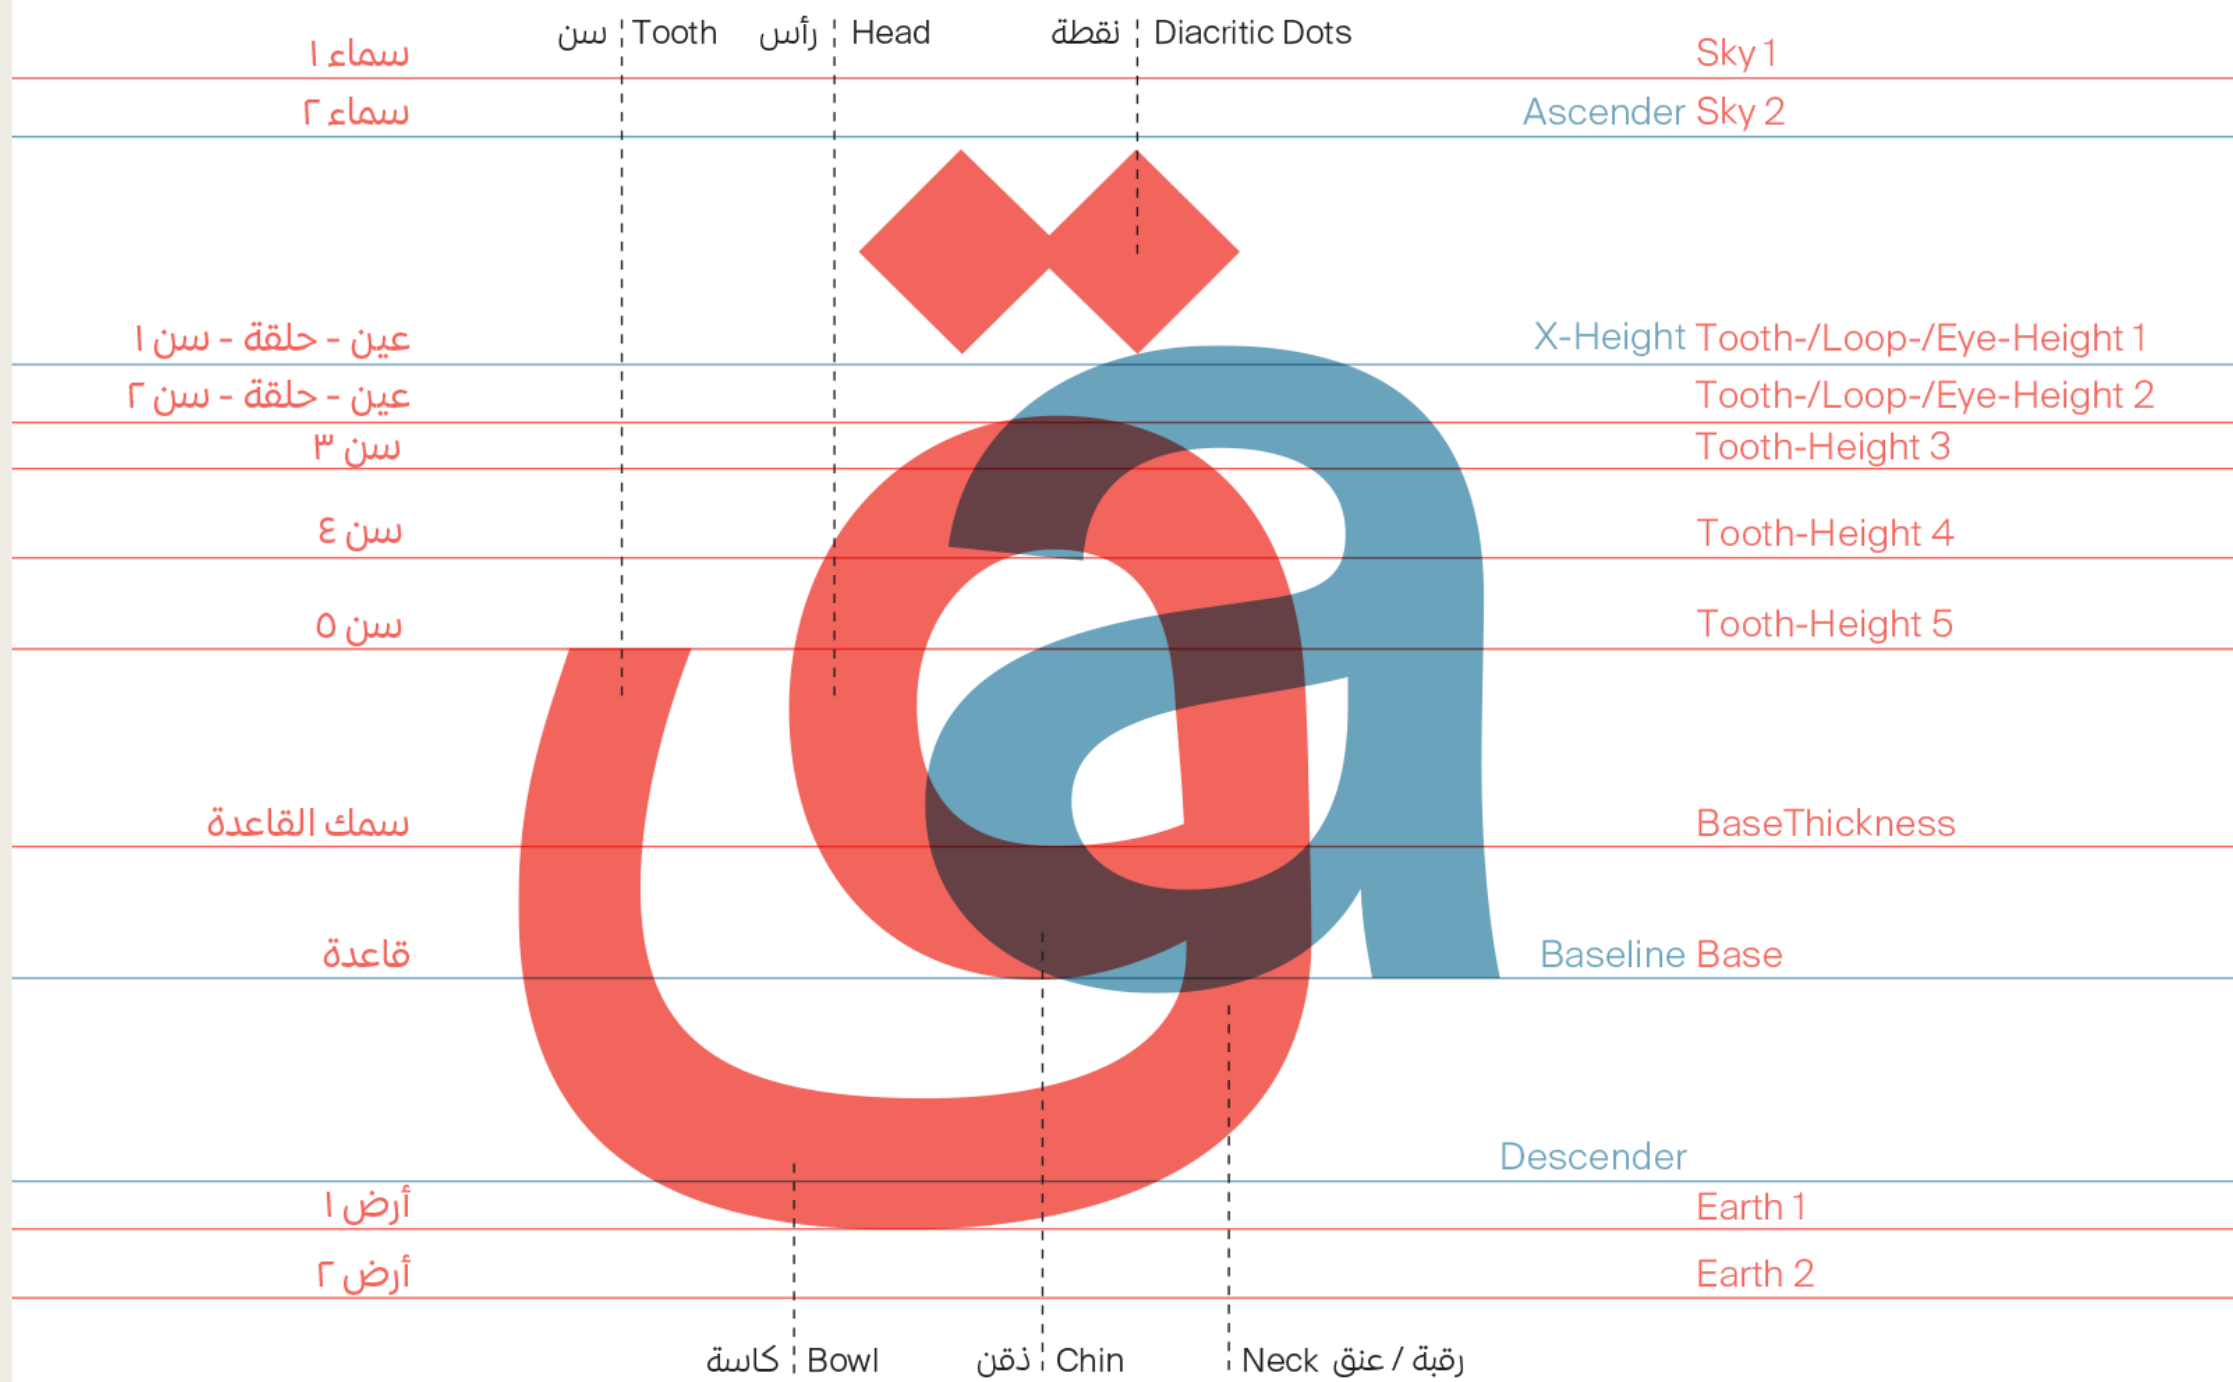 سن Tooth رأس Head نقطة Diacritic Dots
سماء ١ Sky 1
سماء ٢ Ascender Sky 2
عين - حلقة - سن ١ X-Height Tooth-/Loop-/Eye-Height 1
عين - حلقة - سن ٢ Tooth-/Loop-/Eye-Height 2
سن ٣ Tooth-Height 3
سن ٤ Tooth-Height 4
سن ٥ Tooth-Height 5
سمك القاعدة BaseThickness
قاعدة Baseline Base
Descender
أرض ١ Earth 1
أرض ٢ Earth 2
كاسة Bowl ذقن Chin Neck رقبة / عنق
ق
a